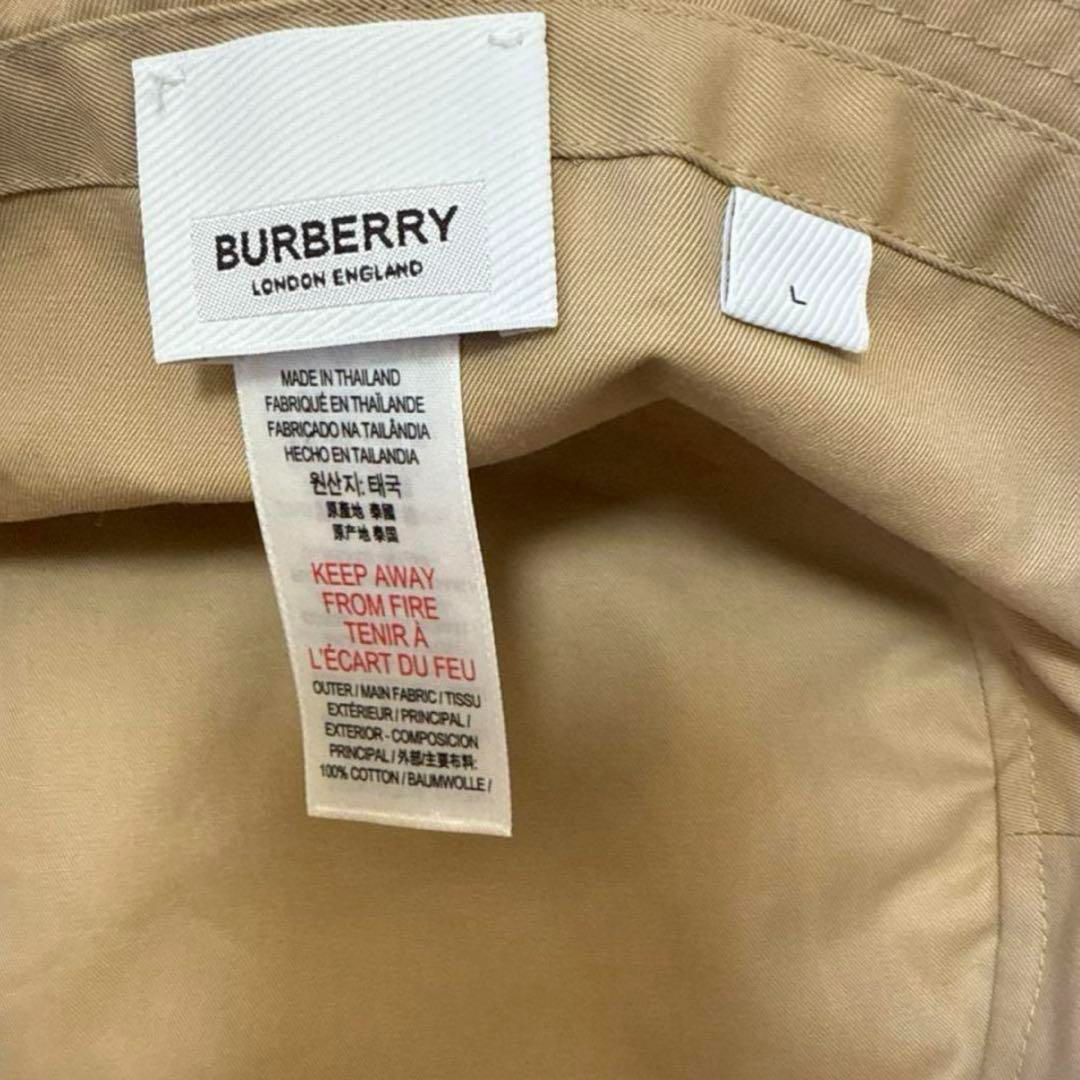 BURBERRY
LONDON ENGLAND
L
MADE IN THAILAND
FABRIQUÉ EN THAÏLANDE
FABRICADO NA TAILÂNDIA
HECHO EN TAILANDIA
원산지: 태국
原產地 泰國
原产地 泰国
KEEP AWAY
FROM FIRE
TENIR À
L'ÉCART DU FEU
OUTER / MAIN FABRIC / TISSU
EXTÉRIEUR / PRINCIPAL /
EXTERIOR - COMPOSICION
PRINCIPAL / 外部/主要布料:
100% COTTON / BAUMWOLLE /